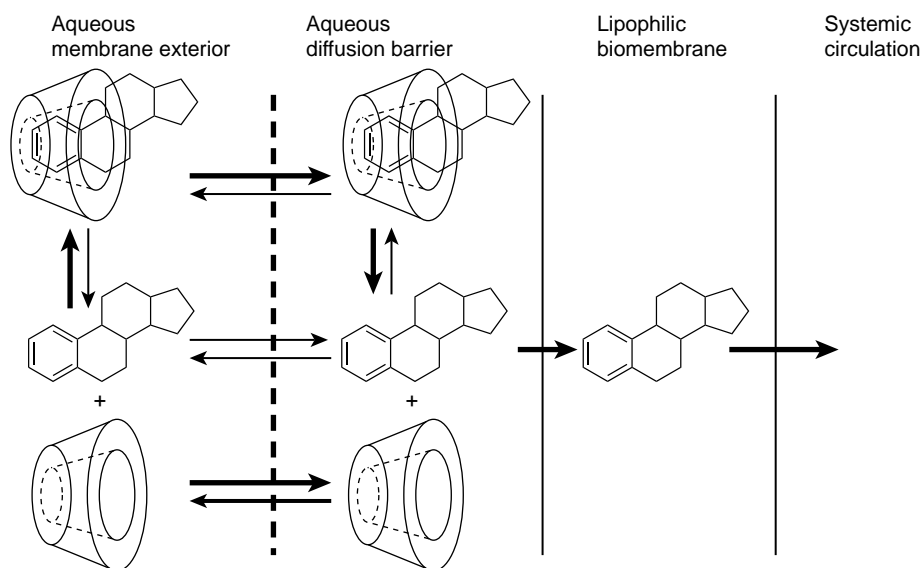 Aqueous
membrane exterior
Aqueous
diffusion barrier
Lipophilic
biomembrane
Systemic
circulation
+
+